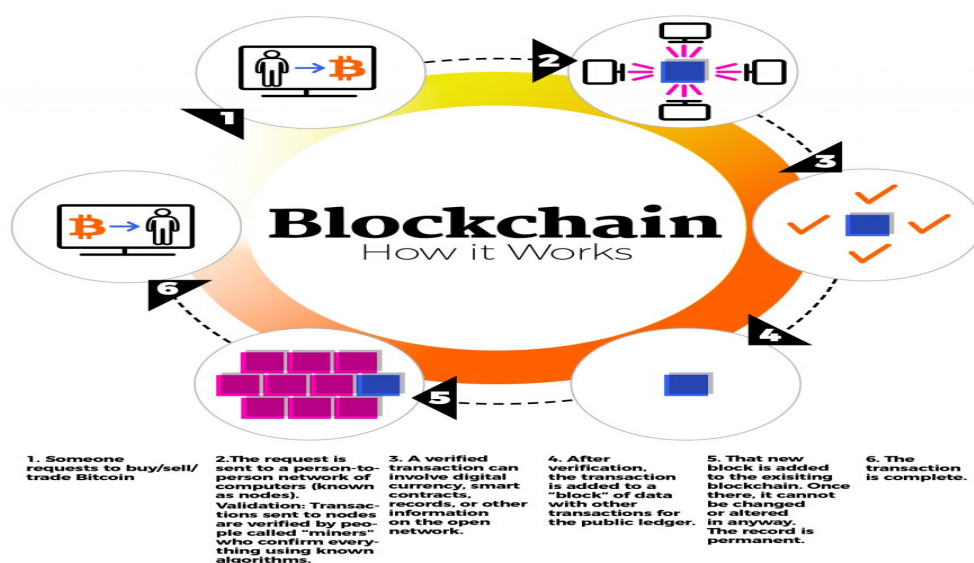 1
2
3
4
5
6
Blockchain
How it Works
1. Someone
requests to buy/sell/
trade Bitcoin
2.The request is
sent to a person-to-
person network of
computers (known
as nodes).
Validation: Transac-
tions sent to nodes
are verified by peo-
ple called “miners”
who confirm every-
thing using known
algorithms.
3. A verified
transaction can
involve digital
currency, smart
contracts,
records, or other
information
on the open
network.
4. After
verification,
the transaction
is added to a
“block” of data
with other
transactions for
the public ledger.
5. That new
block is added
to the exisiting
blockchain. Once
there, it cannot
be changed
or altered
in anyway.
The record is
permanent.
6. The
transaction
is complete.